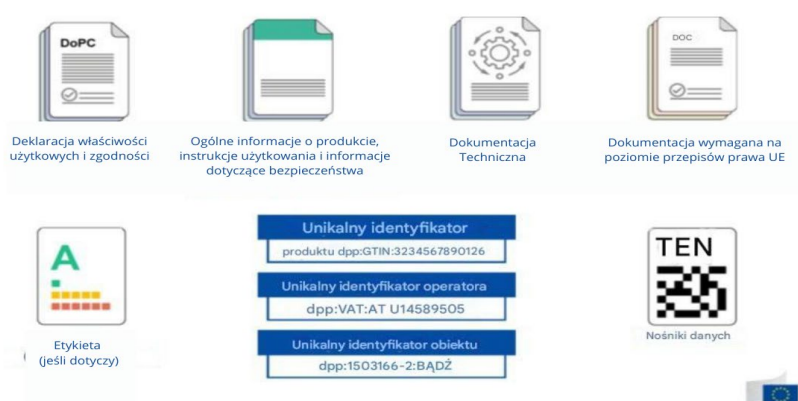 DoPC
DOC
Deklaracja właściwości
użytkowych i zgodności
Ogólne informacje o produkcie,
instrukcje użytkowania i informacje
dotyczące bezpieczeństwa
Dokumentacja
Techniczna
Dokumentacja wymagana na
poziomie przepisów prawa UE
A
Etykieta
(jeśli dotyczy)
Unikalny identyfikator
produktu dpp:GTIN:3234567890126
Unikalny identyfikator operatora
dpp:VAT:AT U14589505
Unikalny identyfikator obiektu
dpp:1503166-2:BĄDŹ
TEN
Nośniki danych